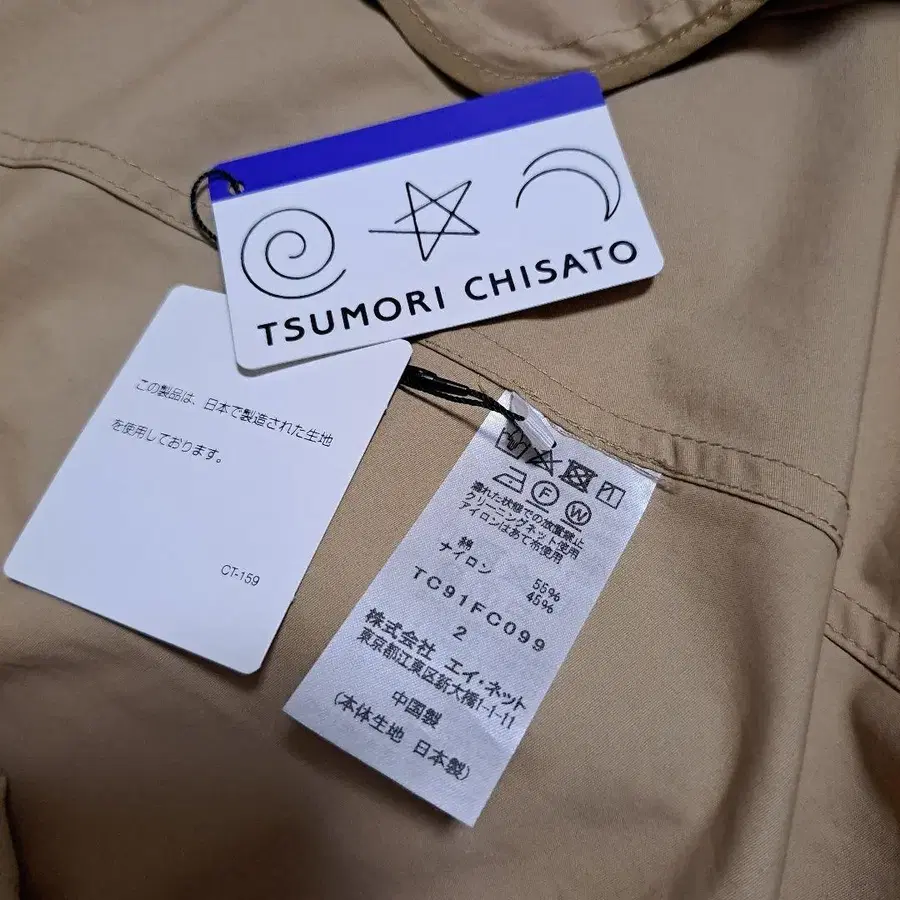 TSUMORI CHISATO
この製品は、日本で製造された生地
を使用しております。
CT-159
F W
濡れた状態での放置禁止
クリーニングネット使用
アイロンはあて布使用
綿 55%
ナイロン 45%
TC91FC099
2
株式会社 エイ・ネット
東京都江東区新大橋1-1-11
中国製
(本体生地 日本製)